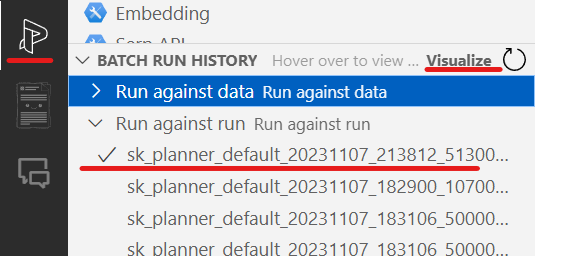 Embedding
Serp API
BATCH RUN HISTORY Hover over to view ... Visualize
Run against data Run against data
Run against run Run against run
sk_planner_default_20231107_213812_51300...
sk_planner_default_20231107_182900_10700...
sk_planner_default_20231107_183106_50000...
sk_planner_default_20231107_183106_50000...